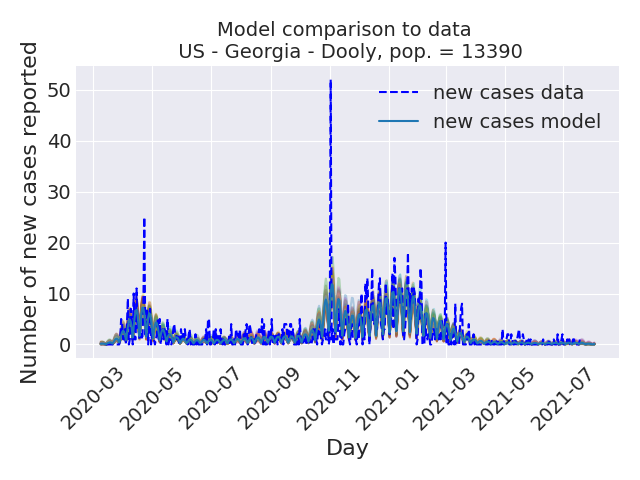 Model comparison to data
US - Georgia - Dooly, pop. = 13390
new cases data
new cases model
Number of new cases reported
50
40
30
20
10
0
2020-03
2020-05
2020-07
2020-09
2020-11
2021-01
2021-03
2021-05
2021-07
Day